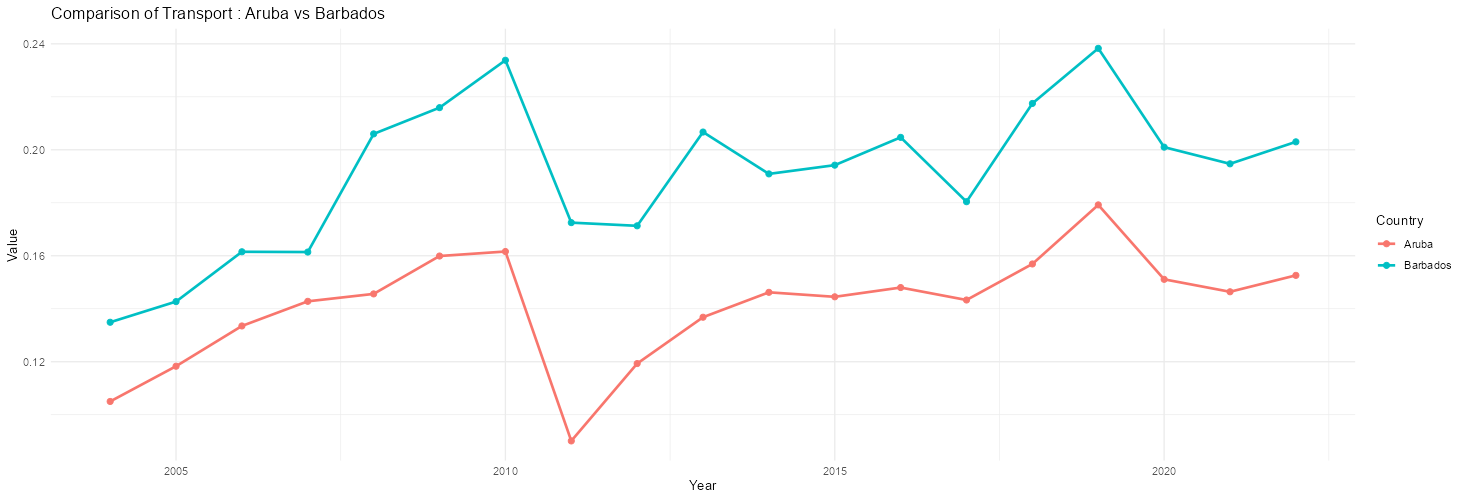 Comparison of Transport : Aruba vs Barbados
0.24
0.20
0.16
0.12
Value
2005 2010 2015 2020
Year
Country
Aruba
Barbados